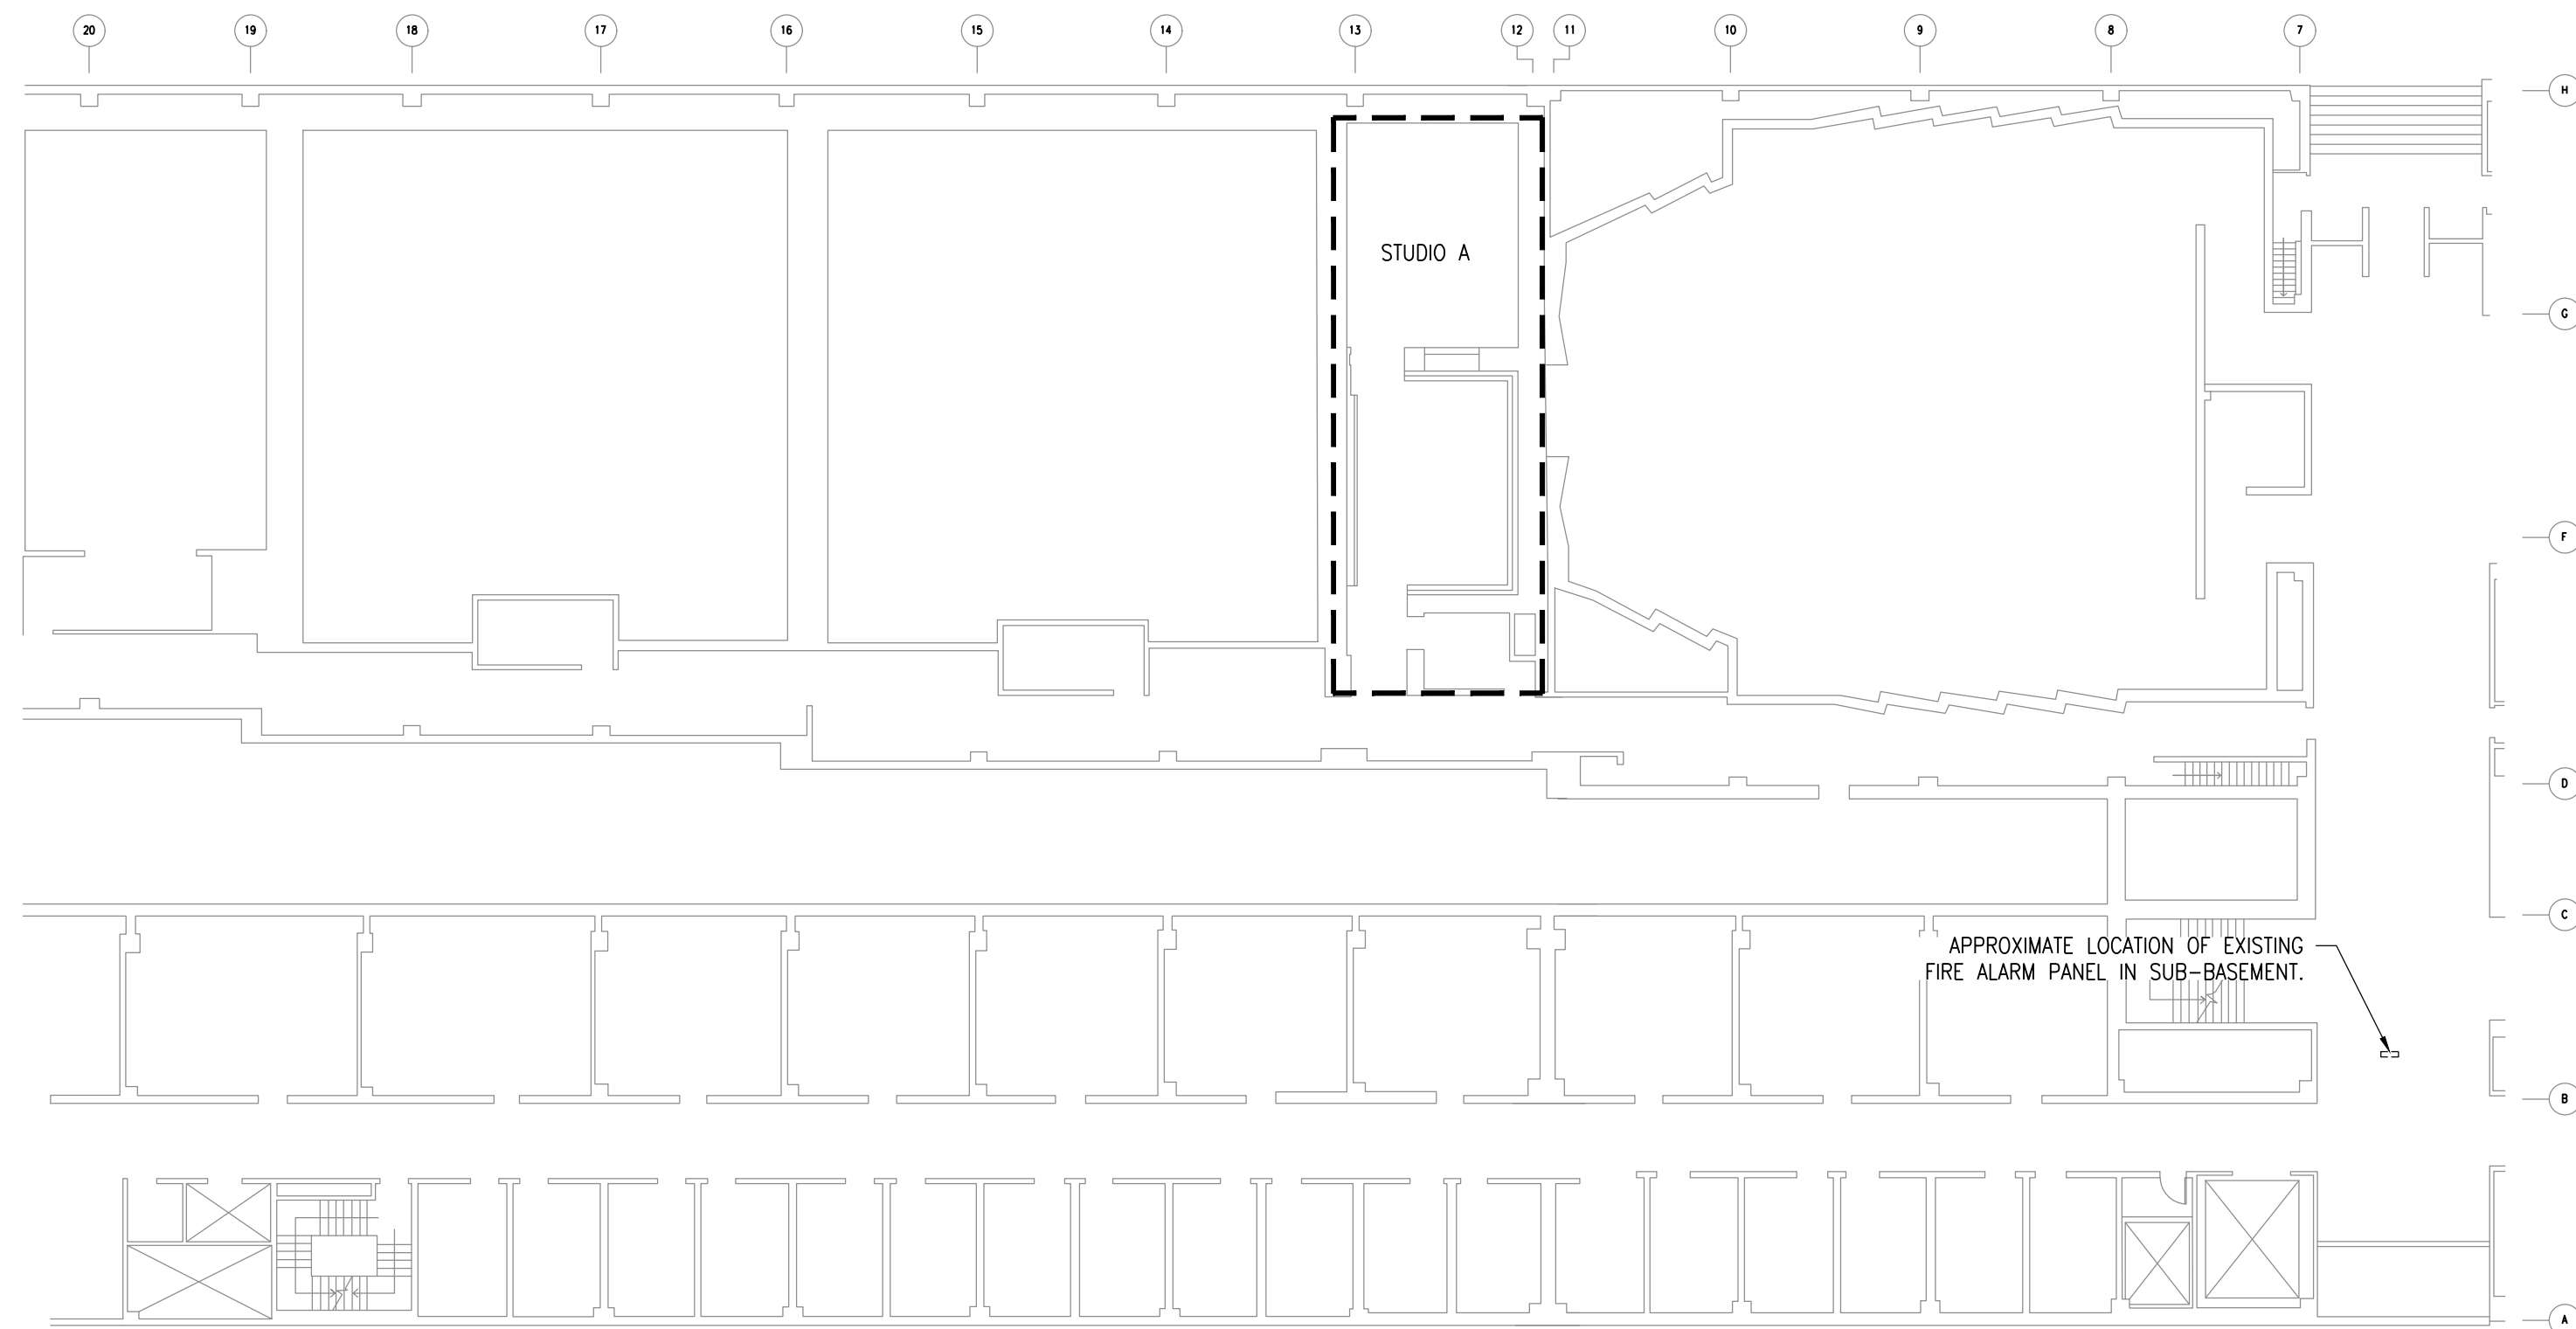 20 19 18 17 16 15 14 13 12 11 10 9 8 7
H
STUDIO A
G
F
D
C
APPROXIMATE LOCATION OF EXISTING
FIRE ALARM PANEL IN SUB-BASEMENT.
B
A